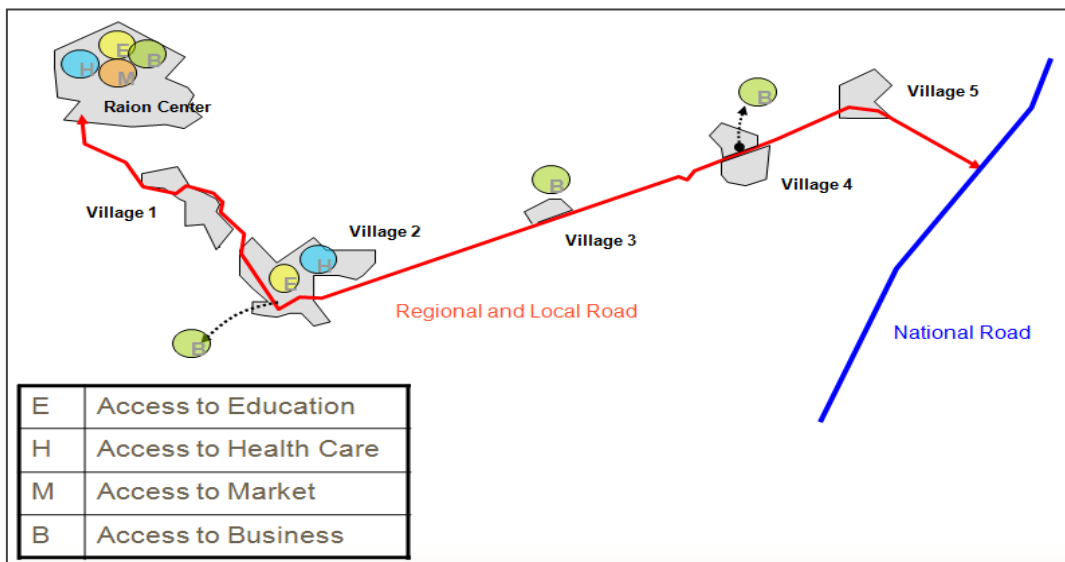 E
B
H
M
Raion Center
B
Village 5
Village 4
B
Village 1
Village 2
Village 3
H
E
Regional and Local Road
National Road
B
E Access to Education
H Access to Health Care
M Access to Market
B Access to Business